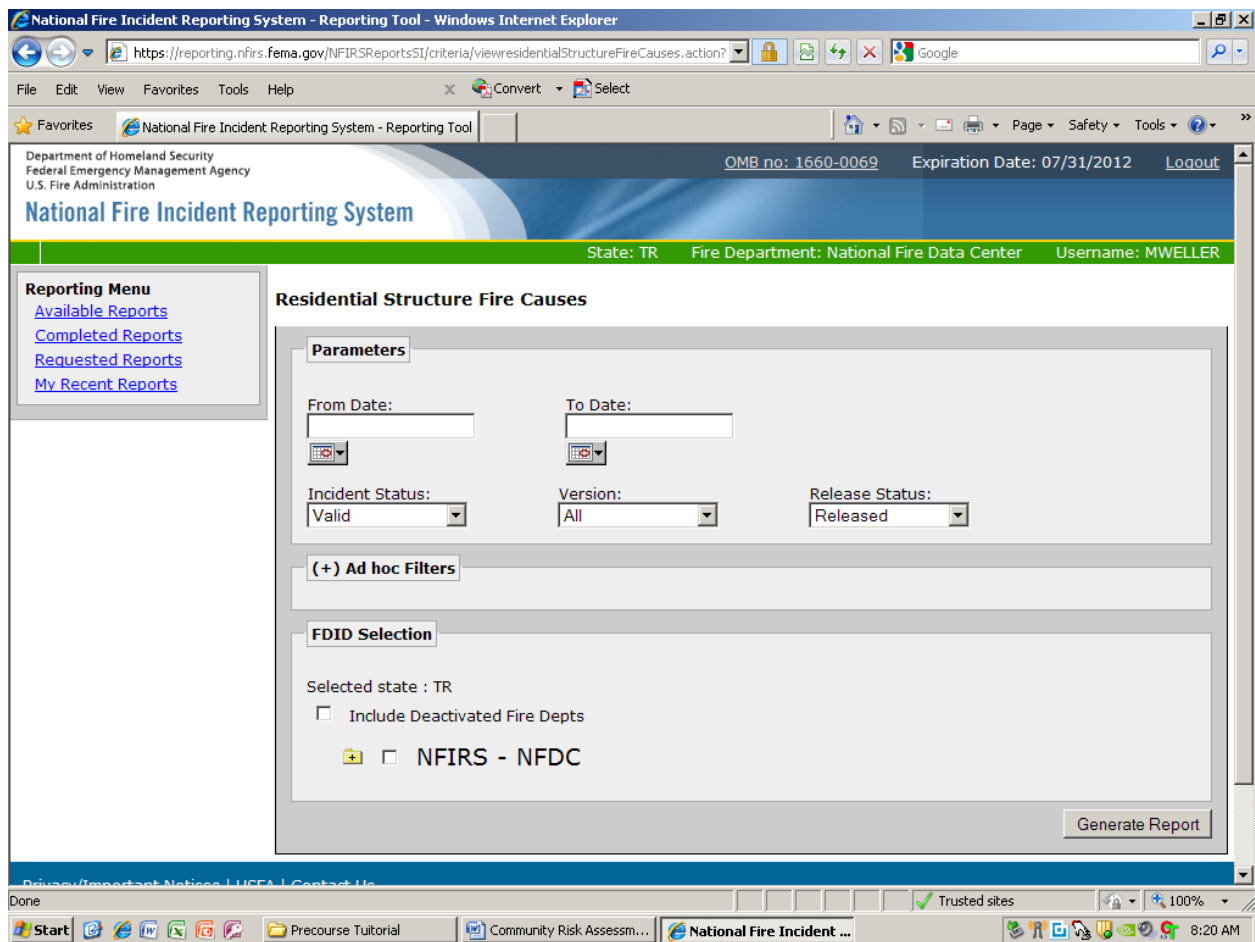 National Fire Incident Reporting System - Reporting Tool - Windows Internet Explorer
https://reporting.nfirs.fema.gov/NFIRSReportsSI/criteria/viewresidentialStructureFireCauses.action?
Google
File Edit View Favorites Tools Help x Convert Select
Favorites National Fire Incident Reporting System - Reporting Tool Page Safety Tools »
Department of Homeland Security
Federal Emergency Management Agency
U.S. Fire Administration
OMB no: 1660-0069 Expiration Date: 07/31/2012 Logout
National Fire Incident Reporting System
State: TR Fire Department: National Fire Data Center Username: MWELLER
Reporting Menu
Available Reports
Completed Reports
Requested Reports
My Recent Reports
Residential Structure Fire Causes
Parameters
From Date: To Date:
Incident Status: Version: Release Status:
Valid All Released
(+) Ad hoc Filters
FDID Selection
Selected state : TR
Include Deactivated Fire Depts
NFIRS - NFDC
Generate Report
Privacy/Important Notices | USFA | Contact Us
Done Trusted sites 100%
Start Precourse Tuitorial Community Risk Assessm... National Fire Incident ... 8:20 AM